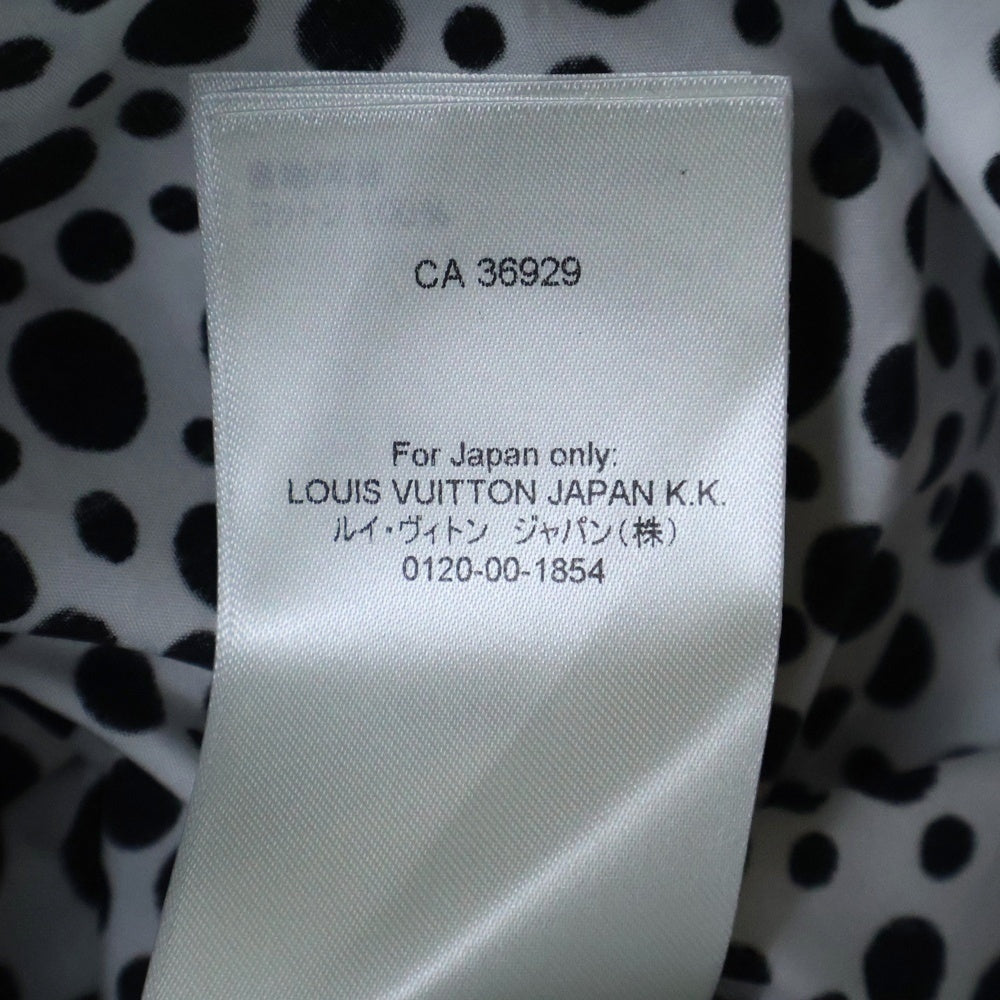 CA 36929
For Japan only:
LOUIS VUITTON JAPAN K.K.
ルイ・ヴィトン ジャパン(株)
0120-00-1854